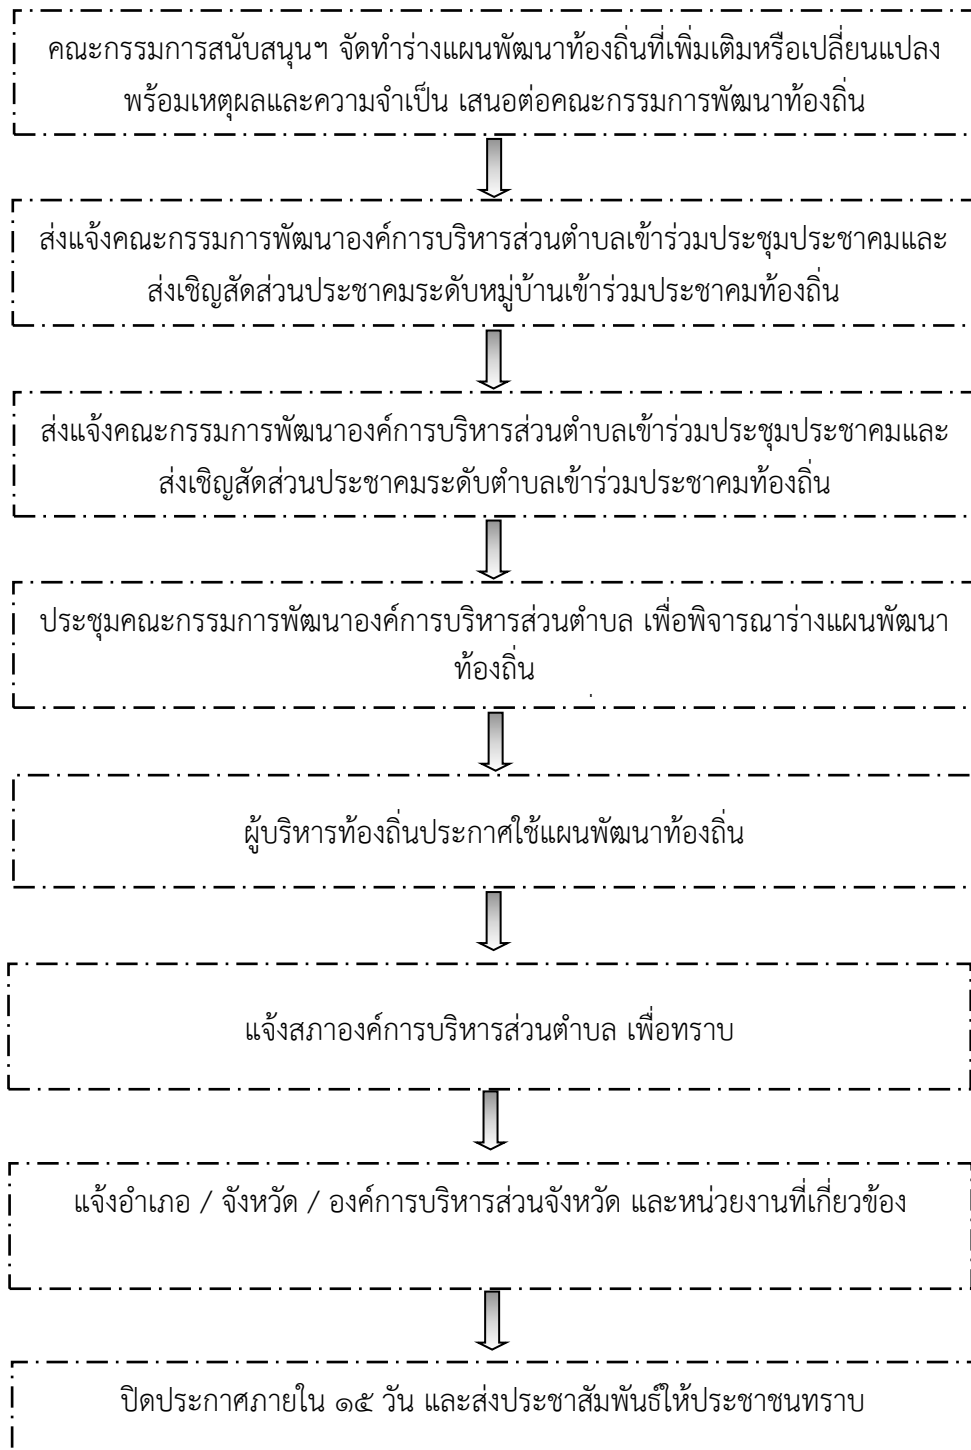 คณะกรรมการสนับสนุนฯ จัดทำร่างแผนพัฒนาท้องถิ่นที่เพิ่มเติมหรือเปลี่ยนแปลง
พร้อมเหตุผลและความจำเป็น เสนอต่อคณะกรรมการพัฒนาท้องถิ่น
ส่งแจ้งคณะกรรมการพัฒนาองค์การบริหารส่วนตำบลเข้าร่วมประชุมประชาคมและ
ส่งเชิญสัดส่วนประชาคมระดับหมู่บ้านเข้าร่วมประชาคมท้องถิ่น
ส่งแจ้งคณะกรรมการพัฒนาองค์การบริหารส่วนตำบลเข้าร่วมประชุมประชาคมและ
ส่งเชิญสัดส่วนประชาคมระดับตำบลเข้าร่วมประชาคมท้องถิ่น
ประชุมคณะกรรมการพัฒนาองค์การบริหารส่วนตำบล เพื่อพิจารณาร่างแผนพัฒนา
ท้องถิ่น
ผู้บริหารท้องถิ่นประกาศใช้แผนพัฒนาท้องถิ่น
แจ้งสภาองค์การบริหารส่วนตำบล เพื่อทราบ
แจ้งอำเภอ / จังหวัด / องค์การบริหารส่วนจังหวัด และหน่วยงานที่เกี่ยวข้อง
ปิดประกาศภายใน ๑๕ วัน และส่งประชาสัมพันธ์ให้ประชาชนทราบ